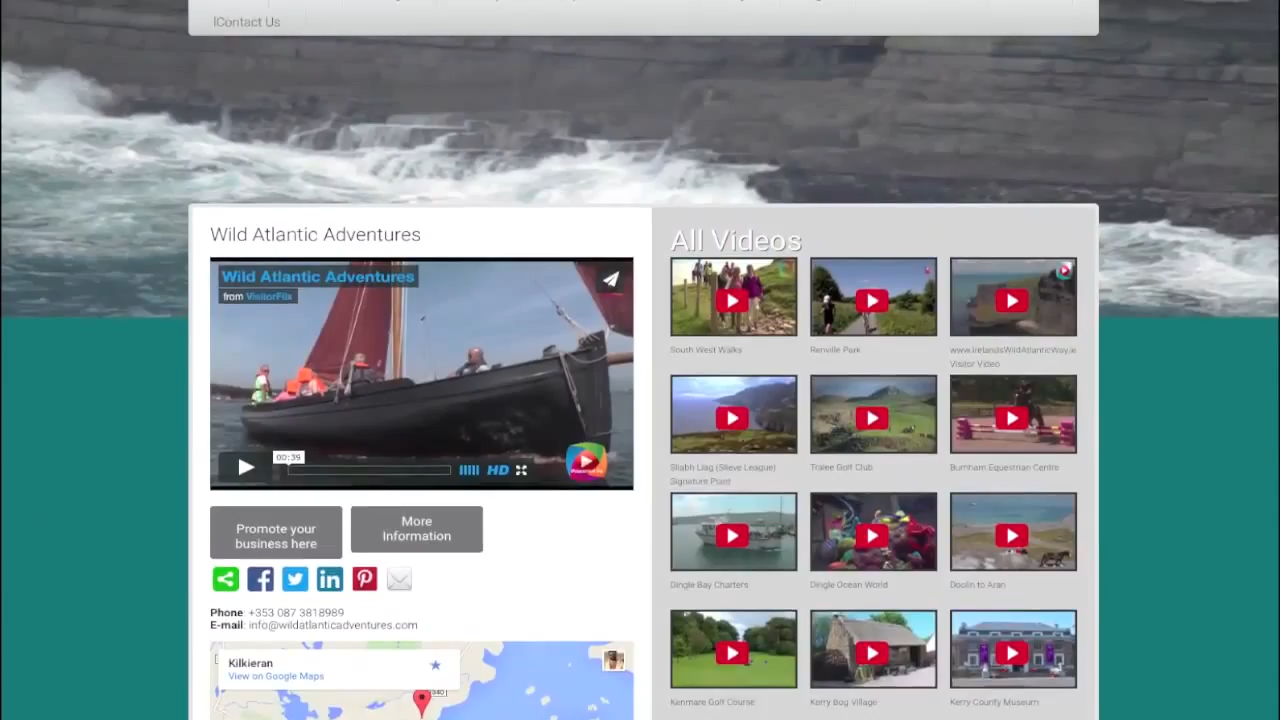 Contact Us
Wild Atlantic Adventures
Wild Atlantic Adventures
from VisitorFlix
00:39
HD
Promote your
business here
More
Information
Phone: +353 087 3818989
E-mail: info@wildatlanticadventures.com
Kilkieran
View on Google Maps
R340
All Videos
South West Walks
Renville Park
www.IrelandsWildAtlanticWay.ie
Visitor Video
Sliabh Liag (Slieve League)
Signature Point
Tralee Golf Club
Burnham Equestrian Centre
Dingle Bay Charters
Dingle Ocean World
Doolin to Aran
Kenmare Golf Course
Kerry Bog Village
Kerry County Museum